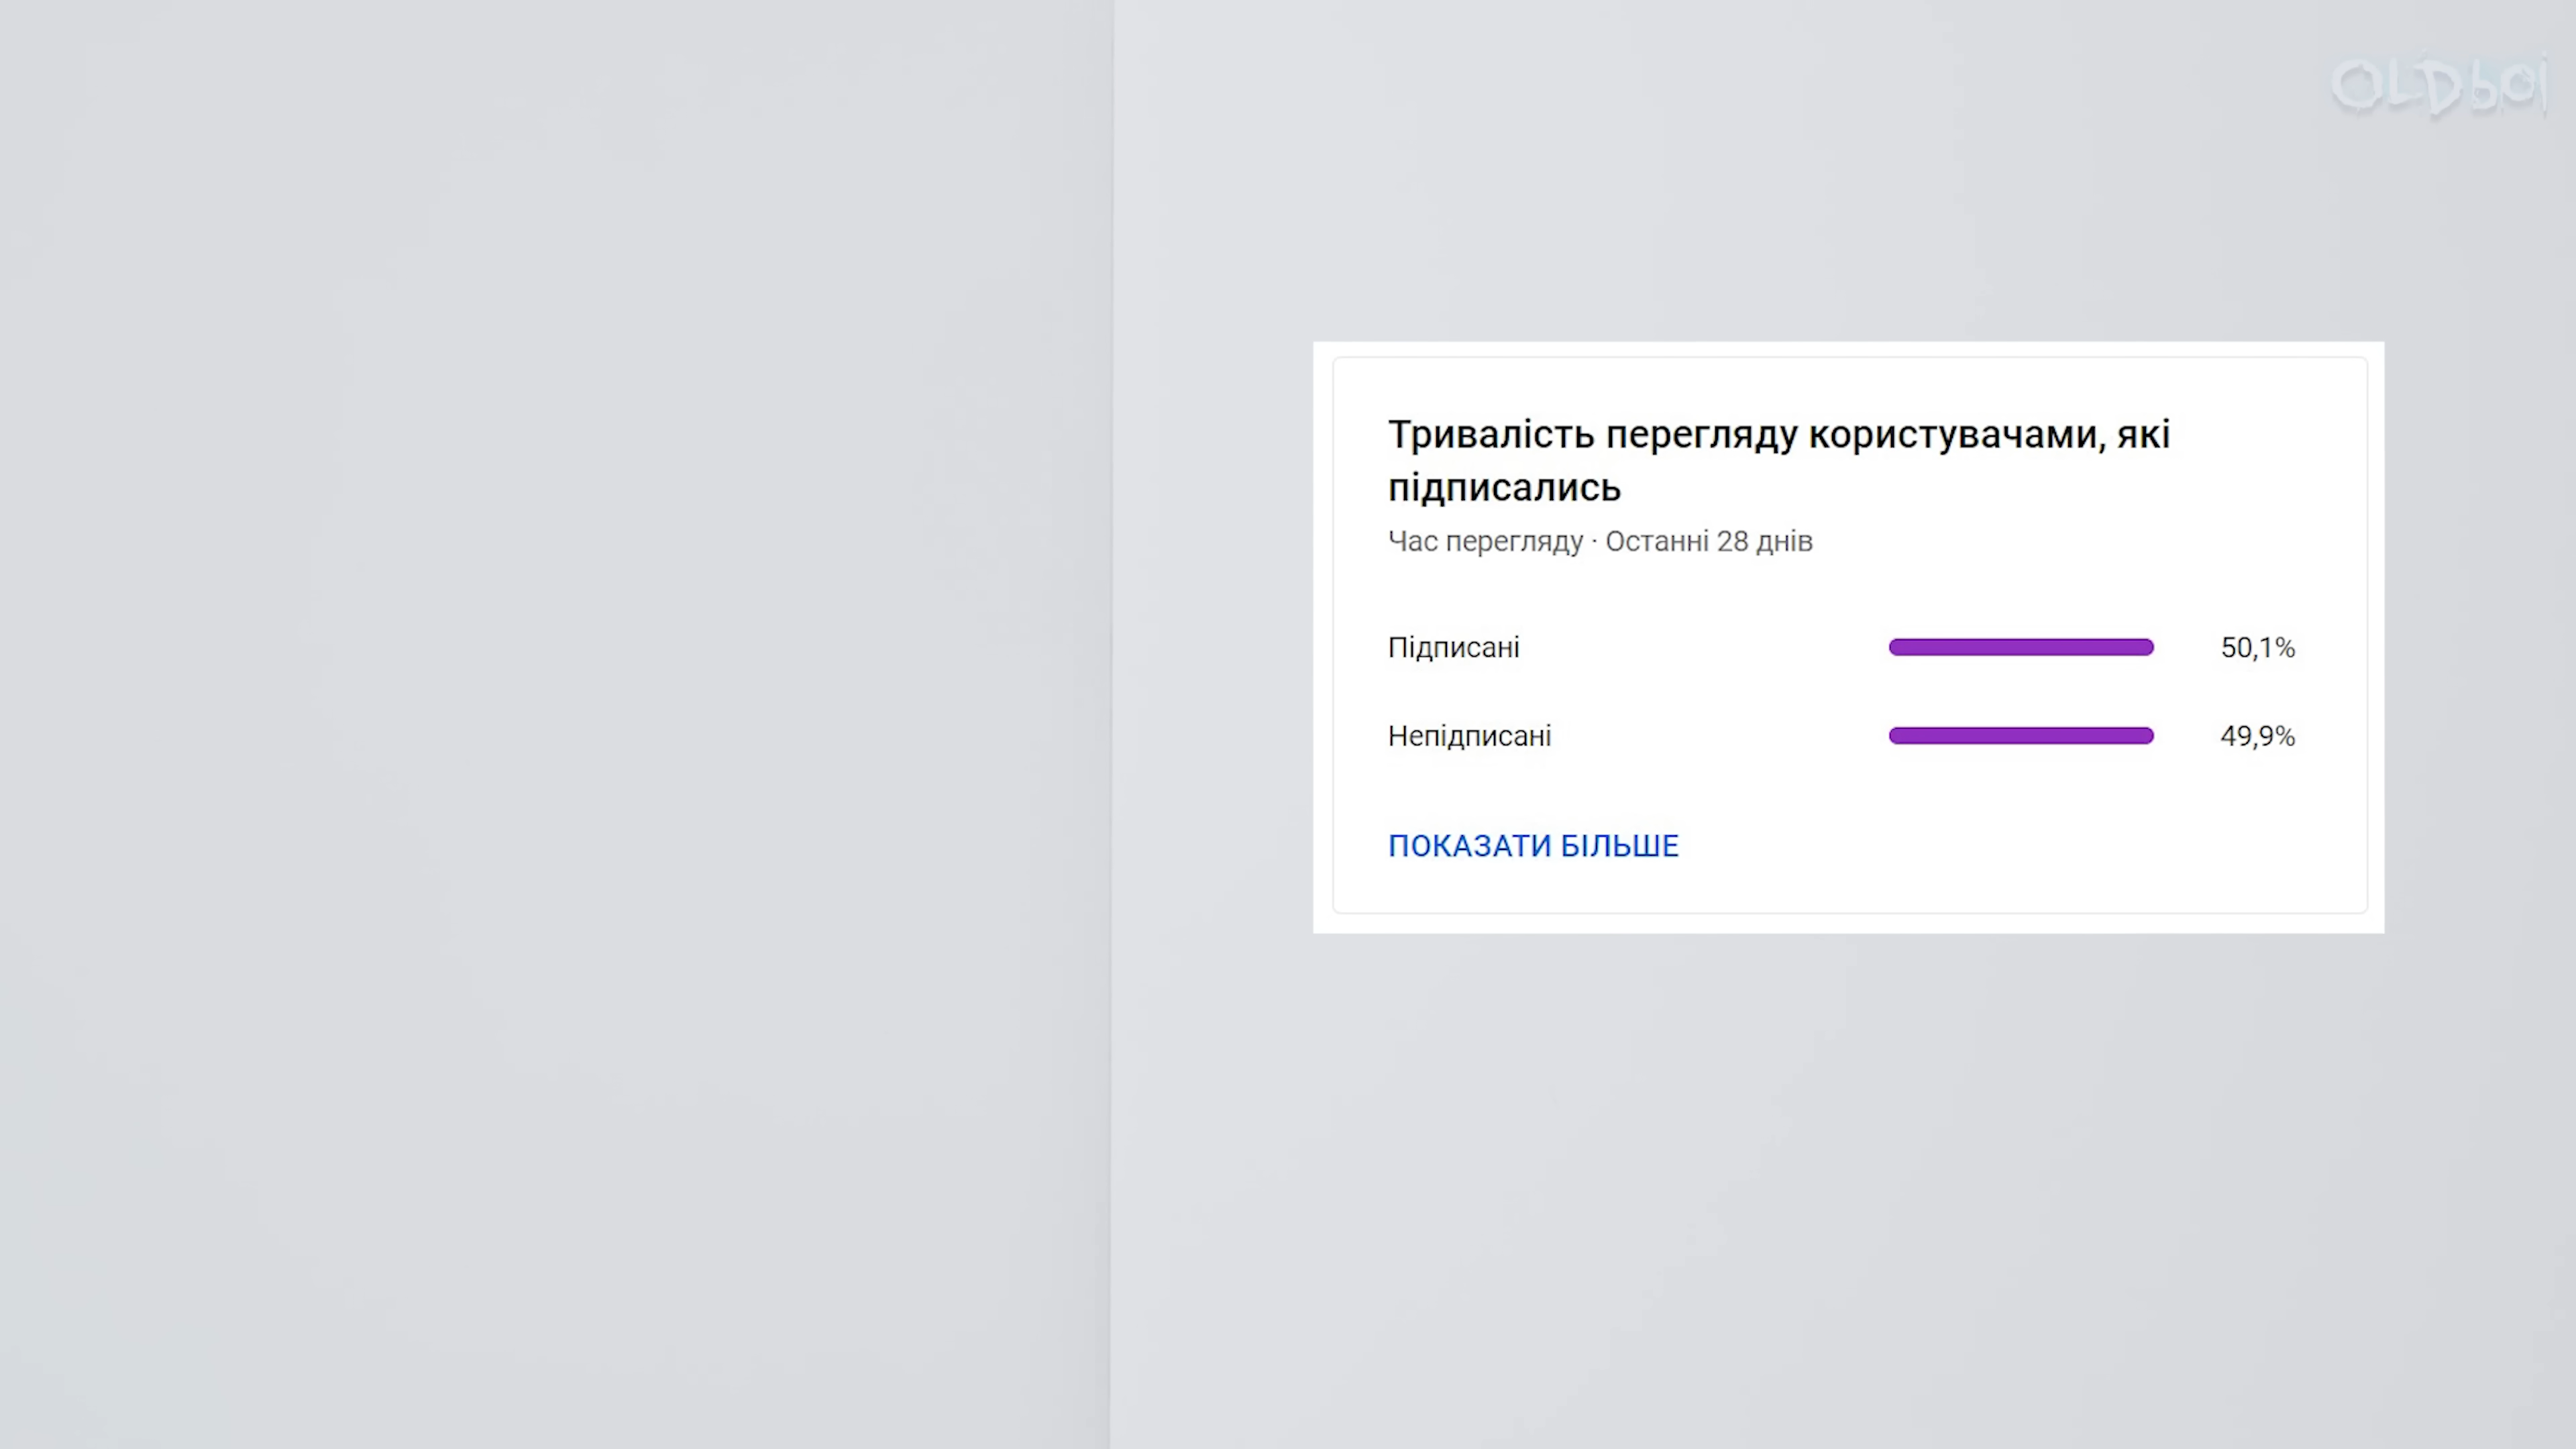 OLDboi
Тривалість перегляду користувачами, які
підписались
Час перегляду · Останні 28 днів
Підписані 50,1%
Непідписані 49,9%
ПОКАЗАТИ БІЛЬШЕ